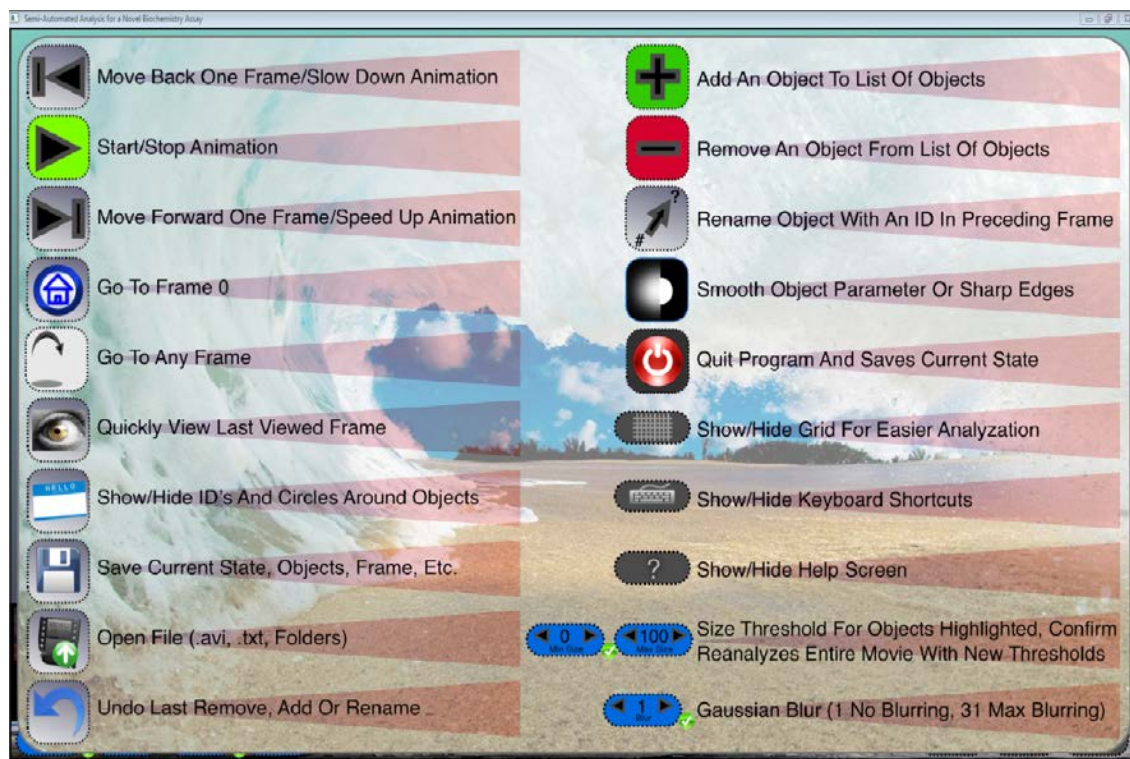 Semi-Automated Analysis for a Novel Biochemistry Assay
Move Back One Frame/Slow Down Animation
Start/Stop Animation
Move Forward One Frame/Speed Up Animation
Go To Frame 0
Go To Any Frame
Quickly View Last Viewed Frame
HELLO
Show/Hide ID's And Circles Around Objects
Save Current State, Objects, Frame, Etc.
Open File (.avi, .txt, Folders)
Undo Last Remove, Add Or Rename
Add An Object To List Of Objects
Remove An Object From List Of Objects
?
#
Rename Object With An ID In Preceding Frame
Smooth Object Parameter Or Sharp Edges
Quit Program And Saves Current State
Show/Hide Grid For Easier Analyzation
Show/Hide Keyboard Shortcuts
?
Show/Hide Help Screen
0
Min Size
100
Max Size
Size Threshold For Objects Highlighted, Confirm
Reanalyzes Entire Movie With New Thresholds
1
Blur
Gaussian Blur (1 No Blurring, 31 Max Blurring)